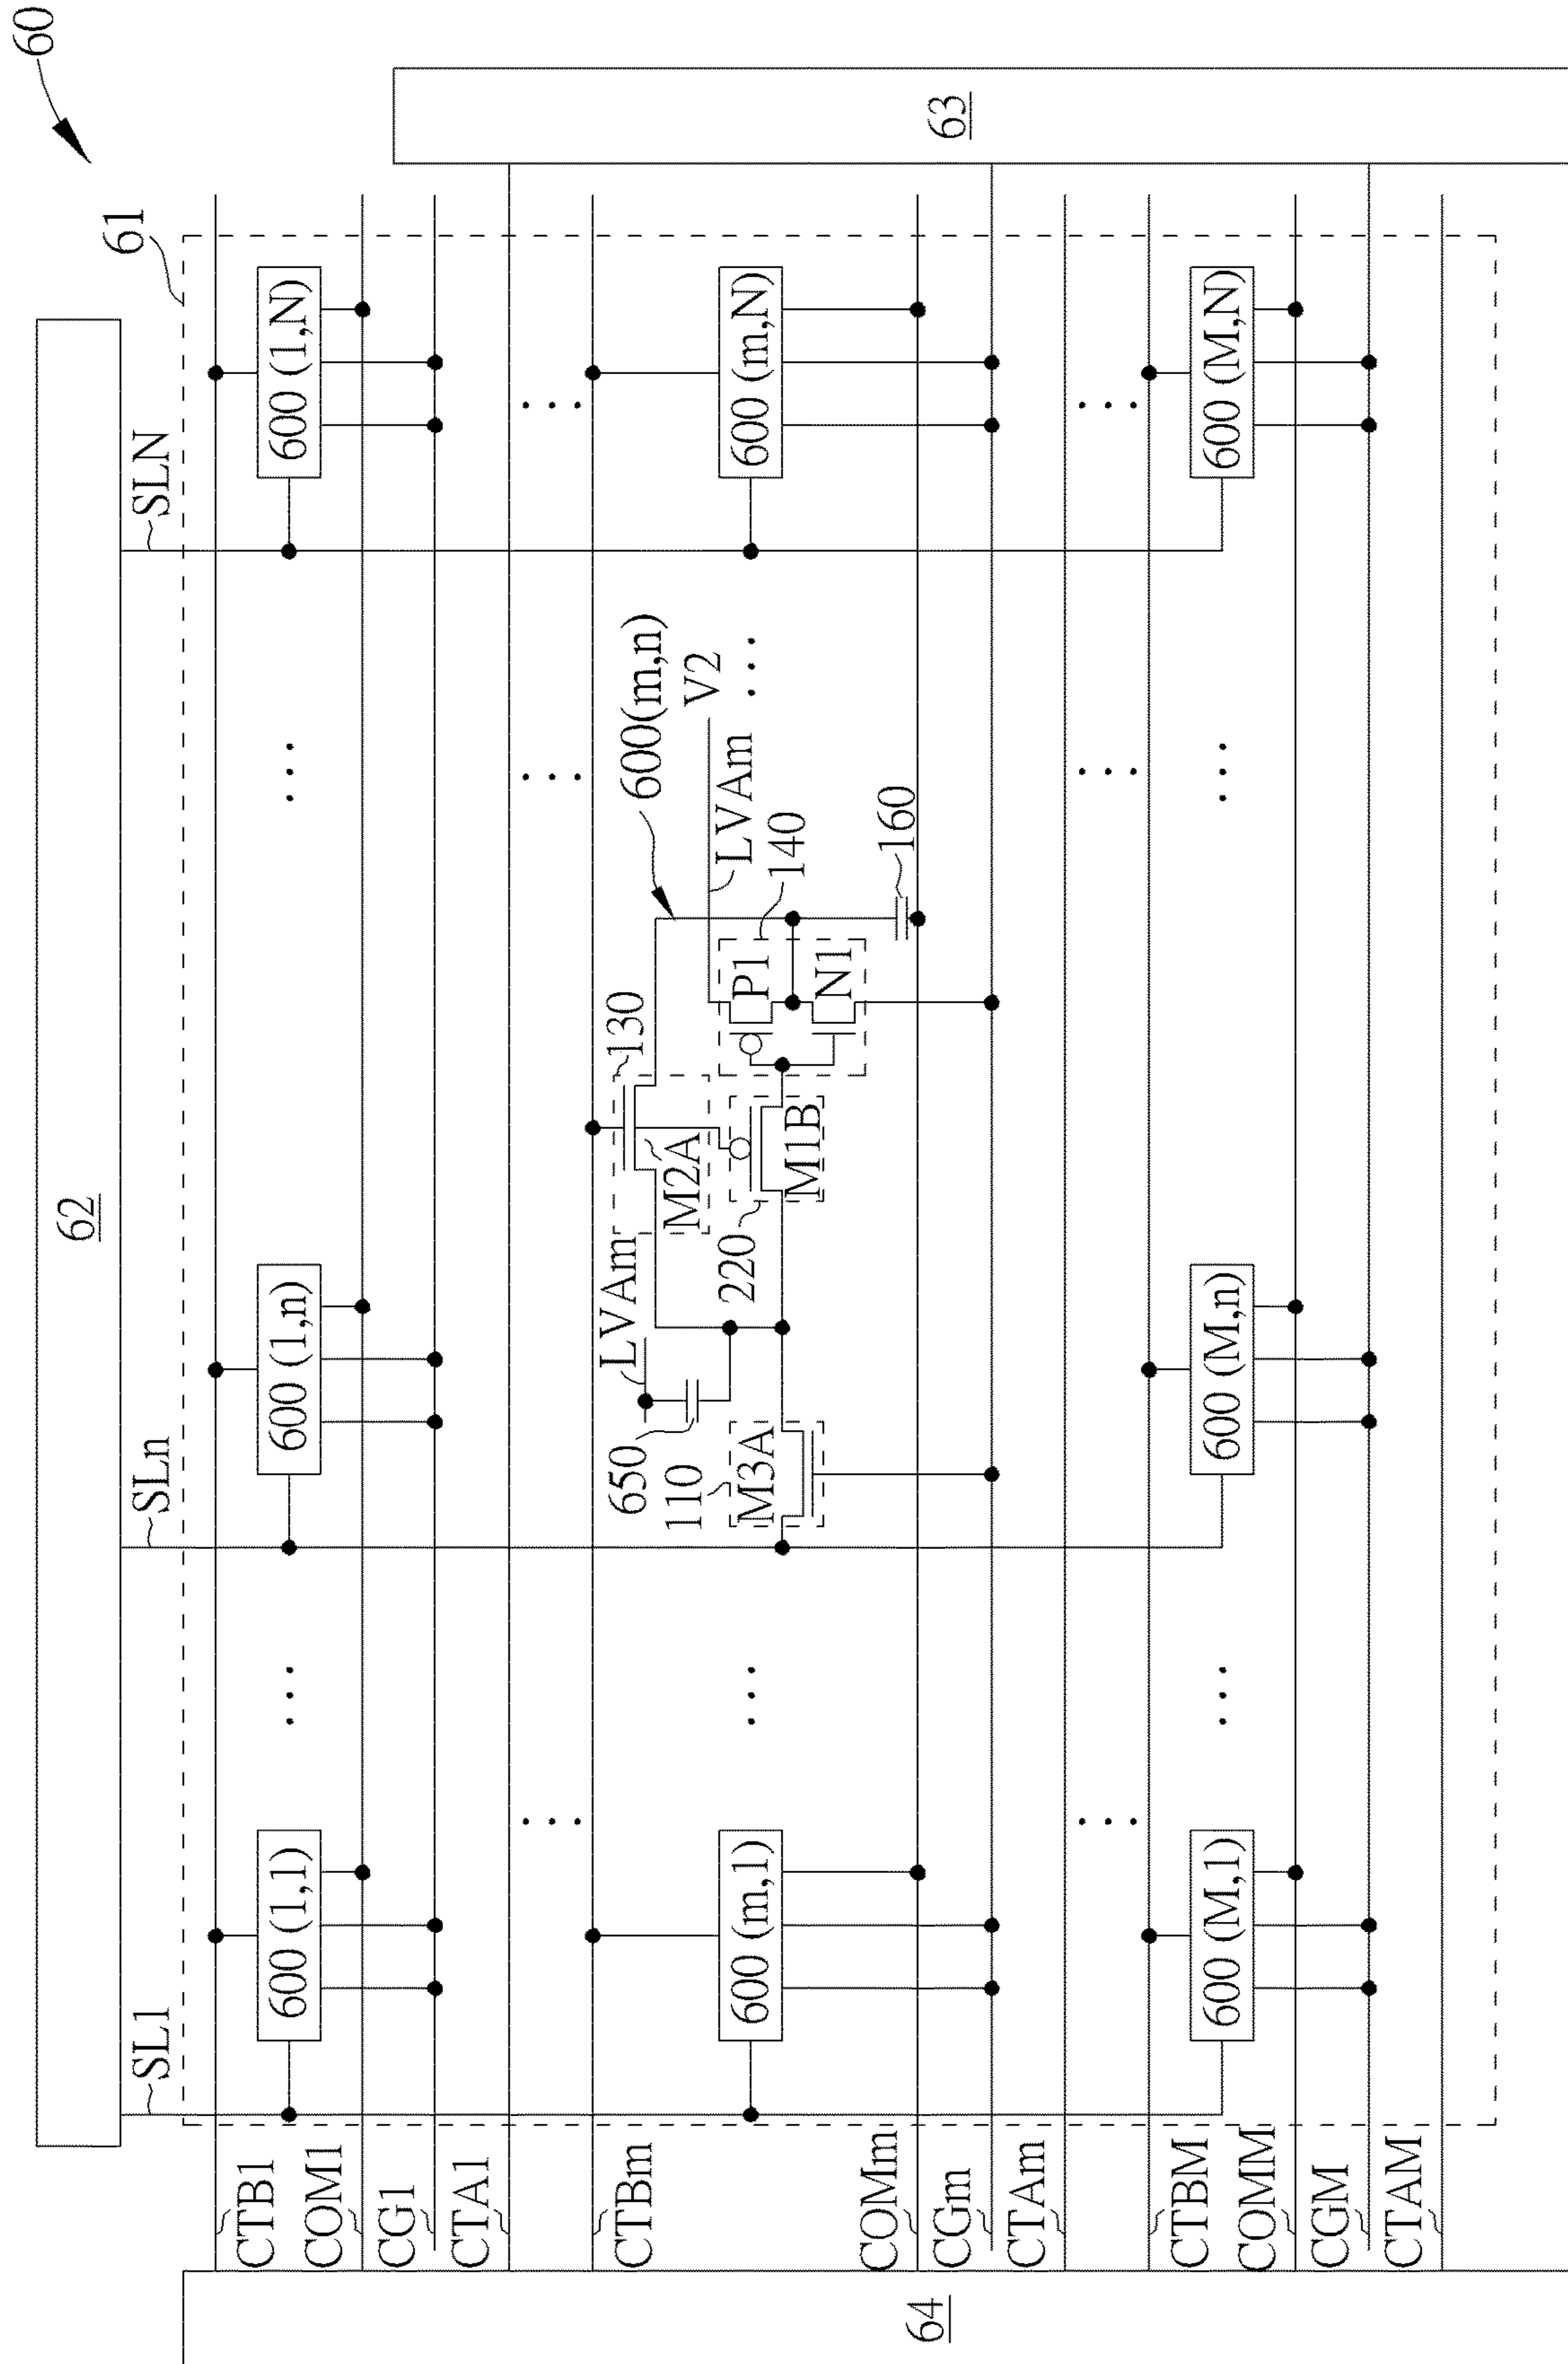 60
62
61
63
64
SL1
SLn
SLN
CTB1
COM1
CG1
CTA1
CTBm
COMm
CGm
CTAm
CTBM
COMM
CGM
CTAM
600 (1,1)
600 (1,n)
600 (1,N)
600 (m,1)
600(m,n)
600 (m,N)
600 (M,1)
600 (M,n)
600 (M,N)
LVAm
650
110
M3A
130
M2A
220
M1B
V2
LVAm
140
P1
N1
160